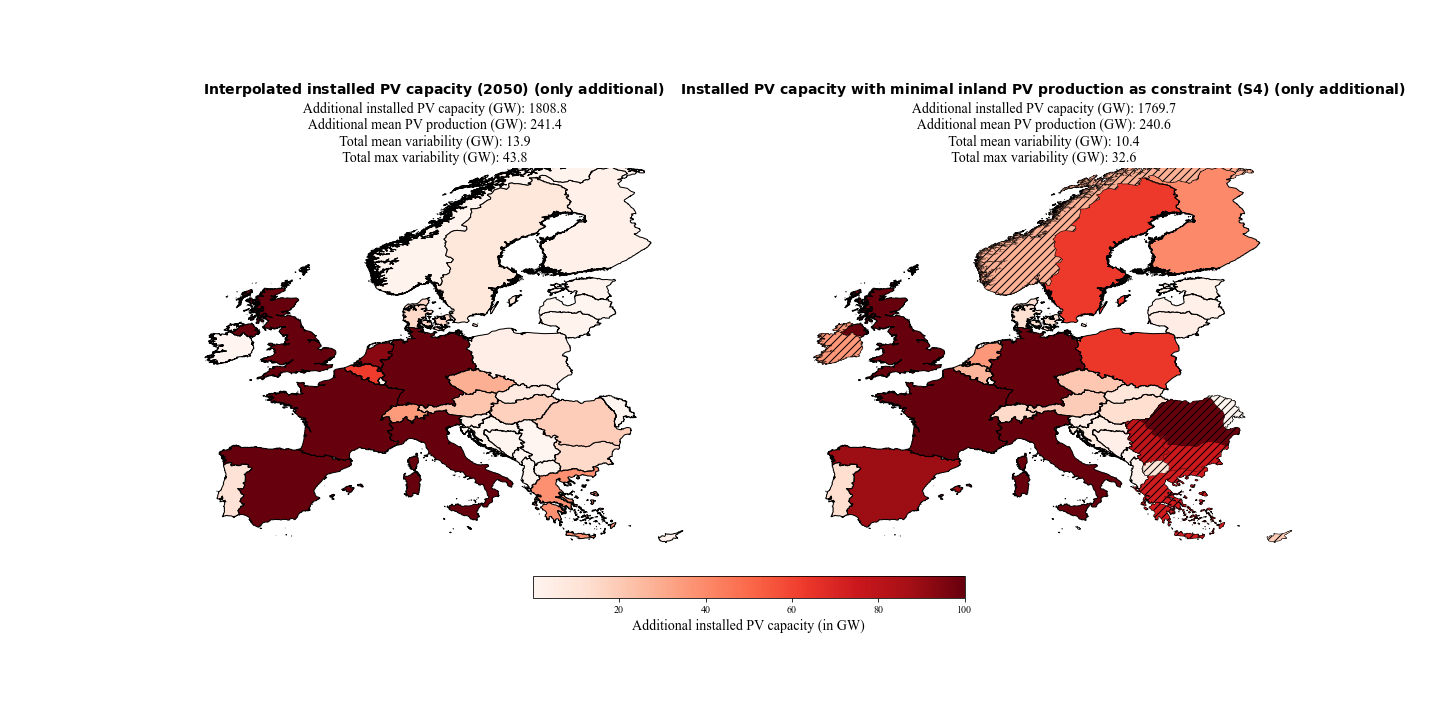 Interpolated installed PV capacity (2050) (only additional)
Additional installed PV capacity (GW): 1808.8
Additional mean PV production (GW): 241.4
Total mean variability (GW): 13.9
Total max variability (GW): 43.8
Installed PV capacity with minimal inland PV production as constraint (S4) (only additional)
Additional installed PV capacity (GW): 1769.7
Additional mean PV production (GW): 240.6
Total mean variability (GW): 10.4
Total max variability (GW): 32.6
20 40 60 80 100
Additional installed PV capacity (in GW)